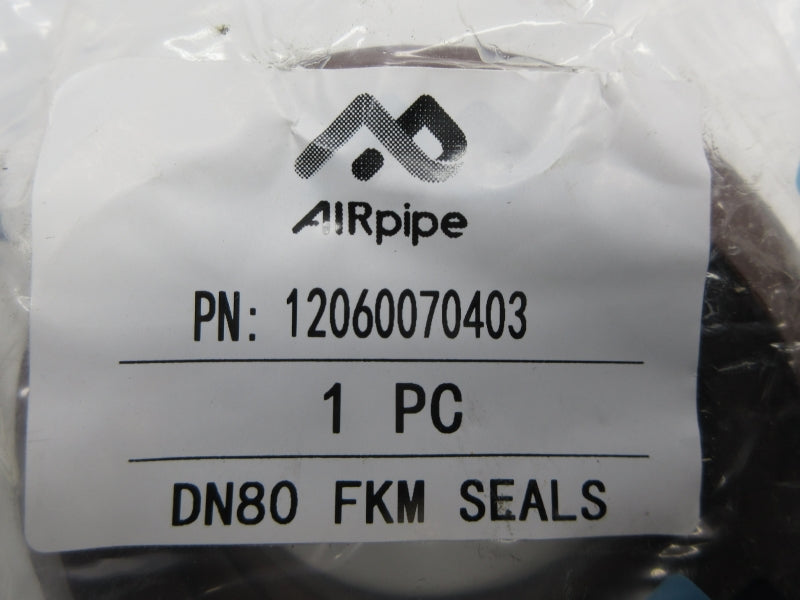 AIRpipe
PN: 12060070403
1 PC
DN80 FKM SEALS